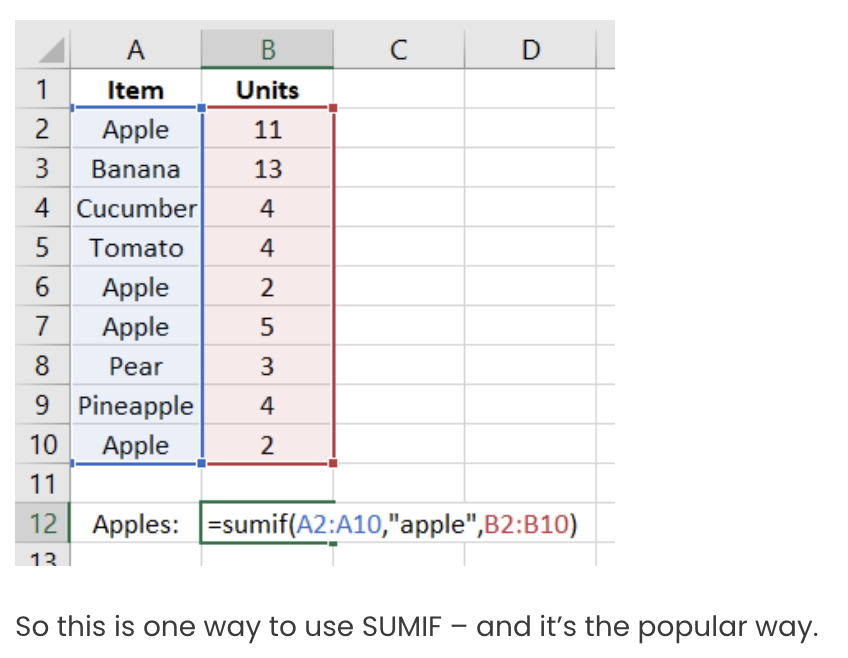 A B C D
1 Item Units
2 Apple 11
3 Banana 13
4 Cucumber 4
5 Tomato 4
6 Apple 2
7 Apple 5
8 Pear 3
9 Pineapple 4
10 Apple 2
11
12 Apples: =sumif(A2:A10,"apple",B2:B10)
13
So this is one way to use SUMIF – and it's the popular way.